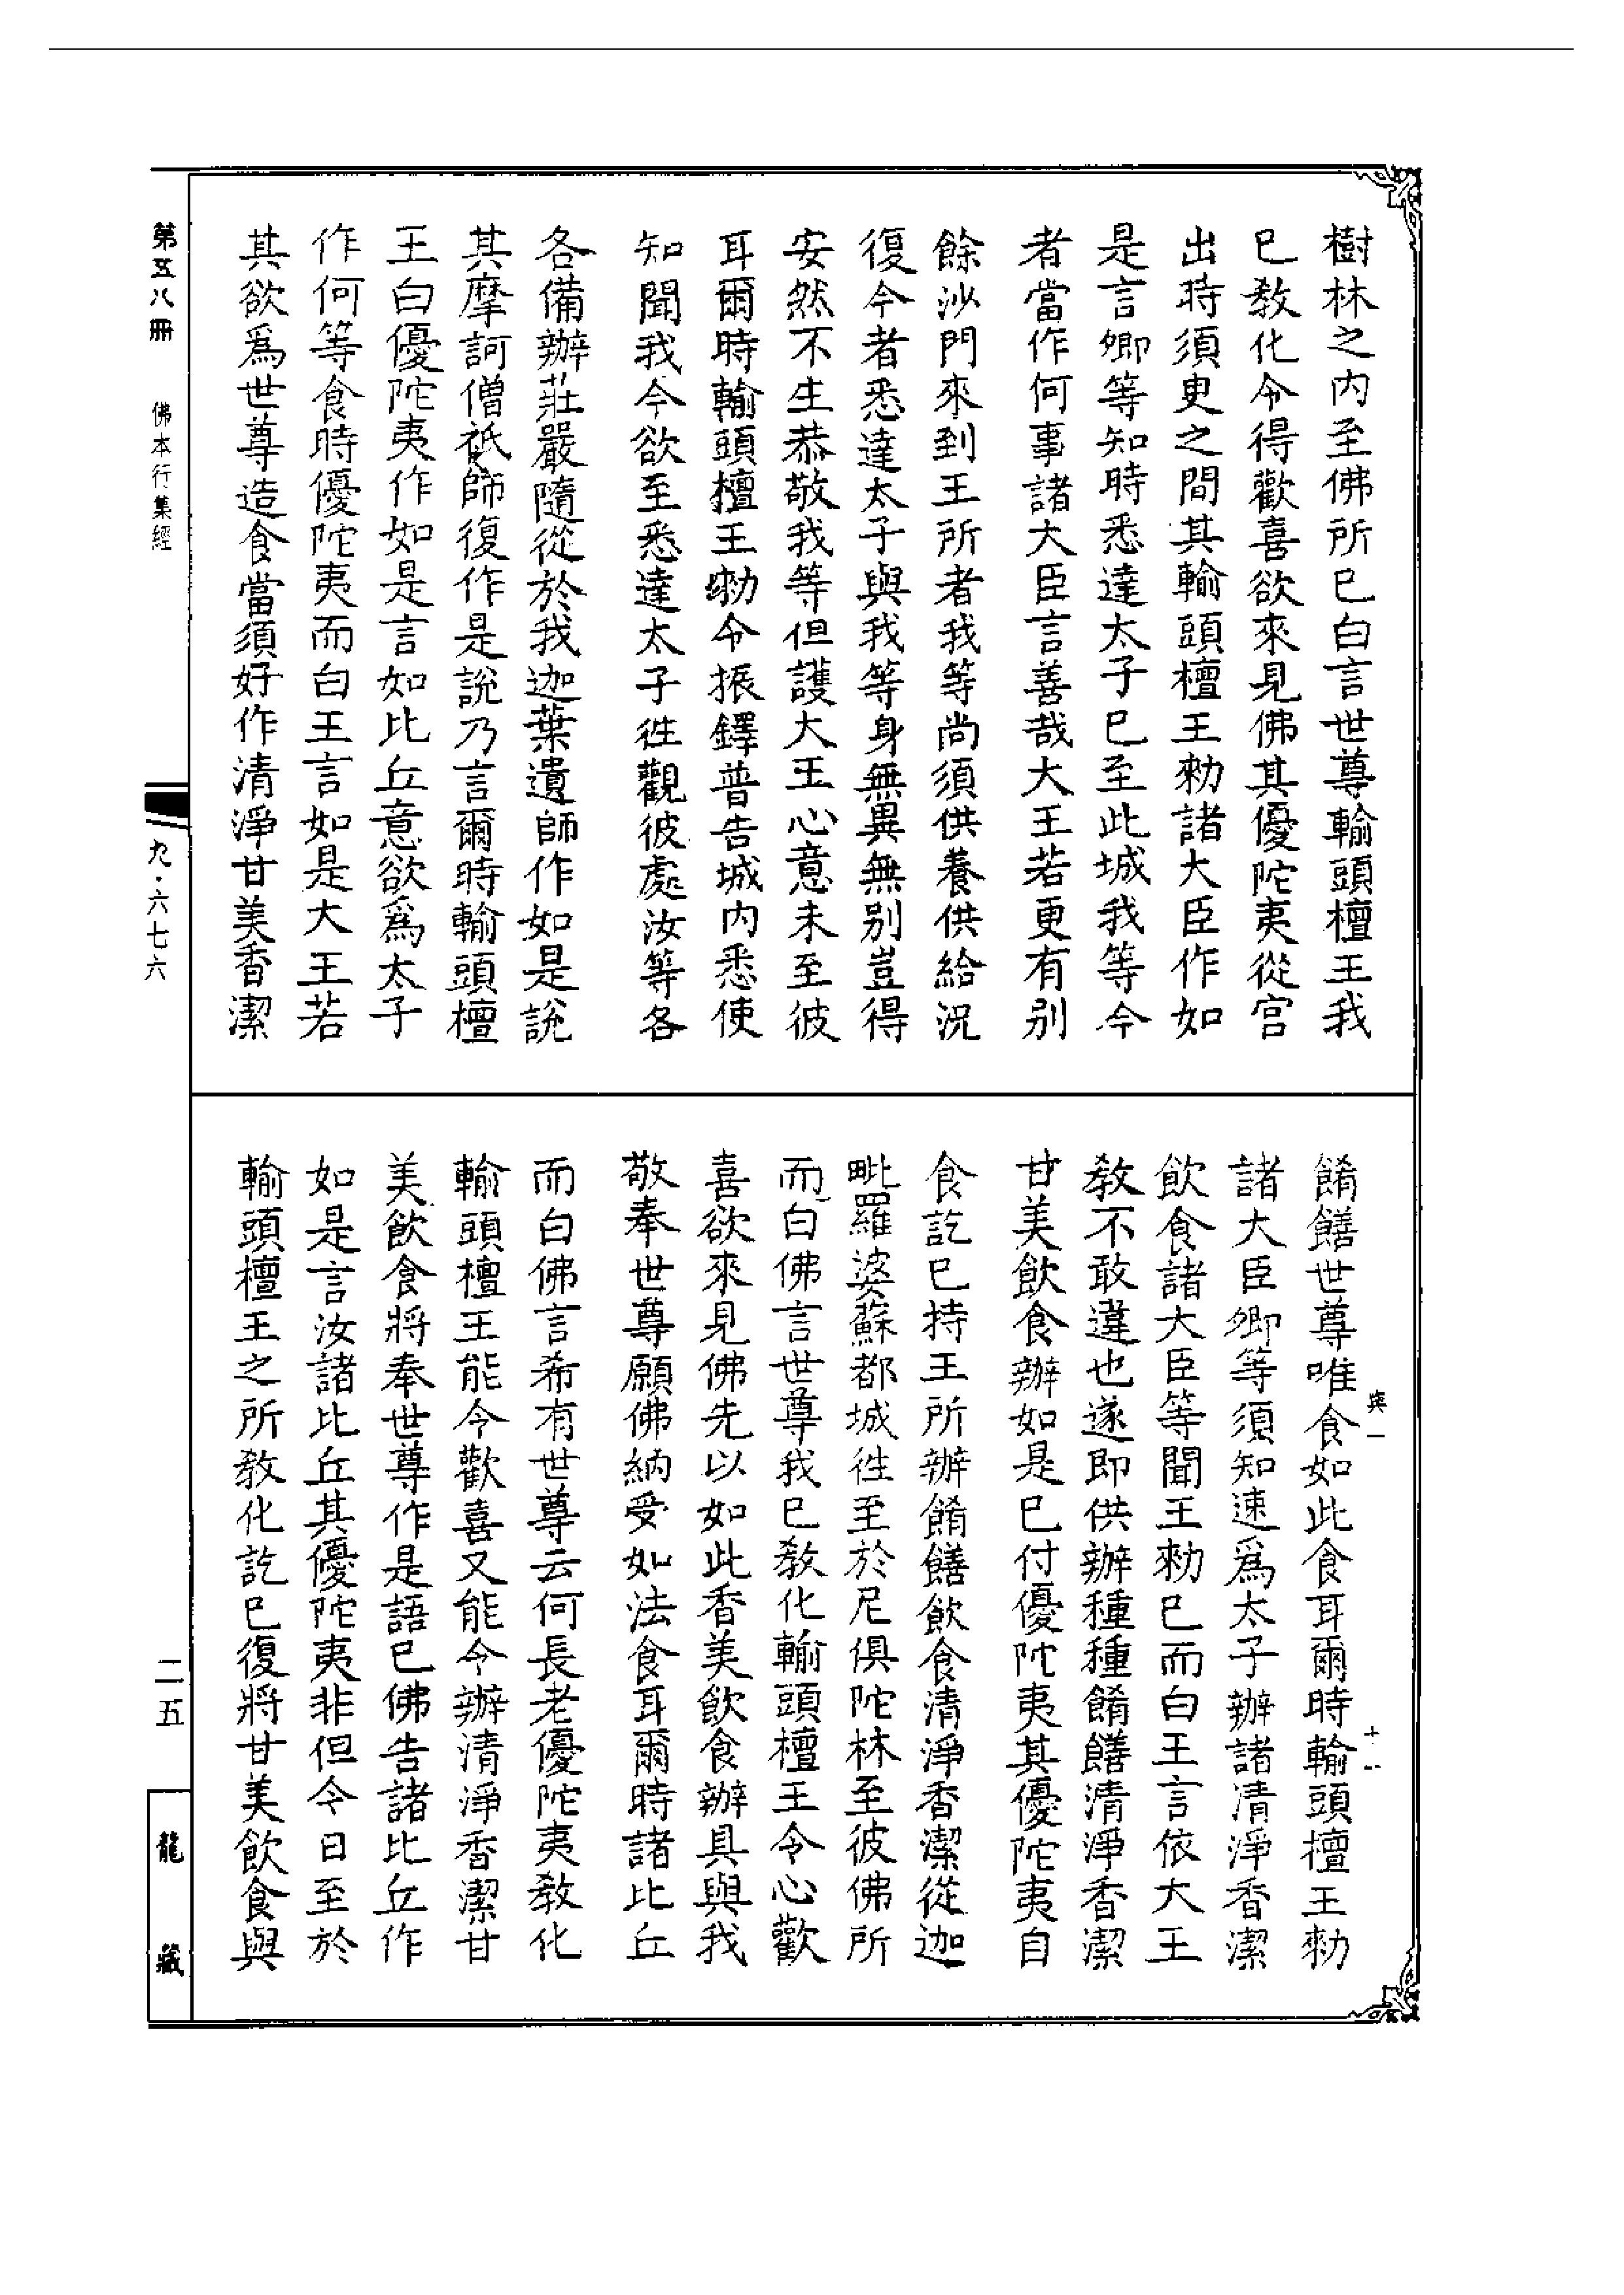 樹林之内至佛所已白言世尊輸頭檀王我
已教化令得歡喜欲來見佛其優陀夷從宫
出時須㬰之間其輸頭檀王勑諸大臣作如
是言卿等知時悉達太子已至此城我等今
者當作何事諸大臣言善哉大王若更有別
餘沙門來到王所者我等尚須供養供給況
復今者悉達太子與我等身無異無別豈得
安然不生恭敬我等但護大王心意未至彼
耳爾時輸頭檀王勑令振鐸普告城内悉使
知聞我今欲至悉達太子徃觀彼處汝等各
各備辦莊嚴隨從於我迦葉遺師作如是說
其摩訶僧祇師復作是說乃言爾時輸頭檀
王白優陀夷作如是言如比丘意欲爲太子
作何等食時優陀夷而白王言如是大王若
其欲爲世尊造食當須好作清淨甘美香潔
餚饍世尊唯食如此食耳爾時輸頭檀王勑
諸大臣卿等須知速爲太子辦諸清淨香潔
飲食諸大臣等聞王勑已而白王言依大王
教不敢違也遂即供辦種種餚饍清淨香潔
甘美飲食辦如是已付優陀夷其優陀夷自
食訖已持王所辦餚饍飲食清淨香潔從迦
毗羅婆蘇都城徃至於尼俱陀林至彼佛所
而白佛言世尊我已教化輸頭檀王令心歡
喜欲來見佛先以如此香美飲食辦具與我
敬奉世尊願佛納受如法食耳爾時諸比丘
而白佛言希有世尊云何長老優陀夷教化
輸頭檀王能令歡喜又能令辦清淨香潔甘
美飲食將奉世尊作是語已佛告諸比丘作
如是言汝諸比丘其優陀夷非但今日至於
輸頭檀王之所教化訖已復將甘美飲食與
第五八冊
佛本行集經
九·六七六
二五
龍藏